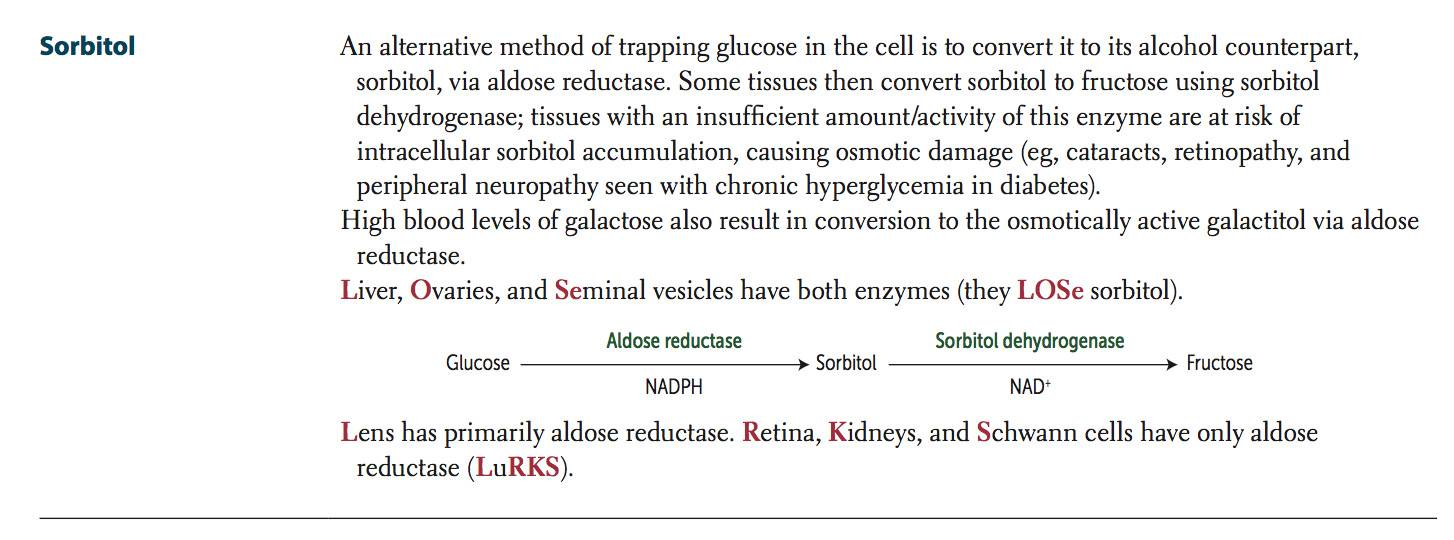 Sorbitol
An alternative method of trapping glucose in the cell is to convert it to its alcohol counterpart,
sorbitol, via aldose reductase. Some tissues then convert sorbitol to fructose using sorbitol
dehydrogenase; tissues with an insufficient amount/activity of this enzyme are at risk of
intracellular sorbitol accumulation, causing osmotic damage (eg, cataracts, retinopathy, and
peripheral neuropathy seen with chronic hyperglycemia in diabetes).
High blood levels of galactose also result in conversion to the osmotically active galactitol via aldose
reductase.
Liver, Ovaries, and Seminal vesicles have both enzymes (they LOSe sorbitol).
Aldose reductase Sorbitol dehydrogenase
Glucose Sorbitol Fructose
NADPH NAD⁺
Lens has primarily aldose reductase. Retina, Kidneys, and Schwann cells have only aldose
reductase (LuRKS).